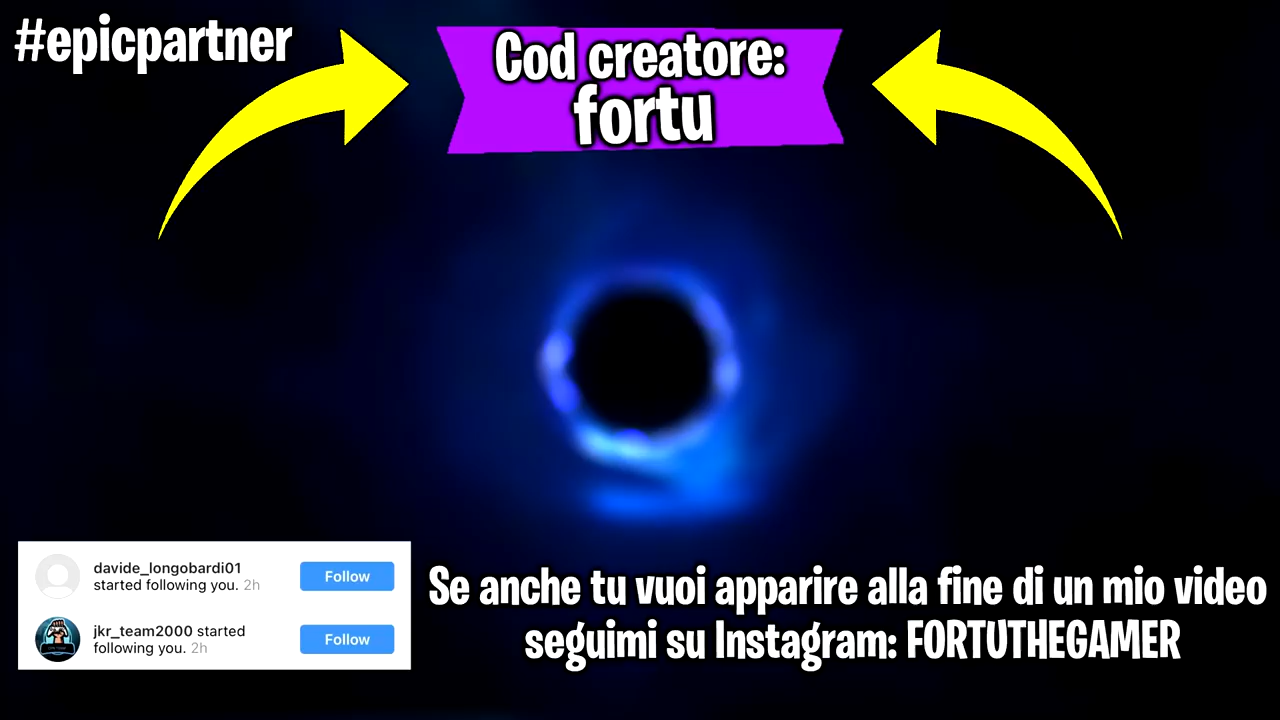 #epicpartner
Cod creatore:
fortu
davide_longobardi01
started following you. 2h
Follow
jkr_team2000 started
following you. 2h
Follow
Se anche tu vuoi apparire alla fine di un mio video
seguimi su Instagram: FORTUTHEGAMER